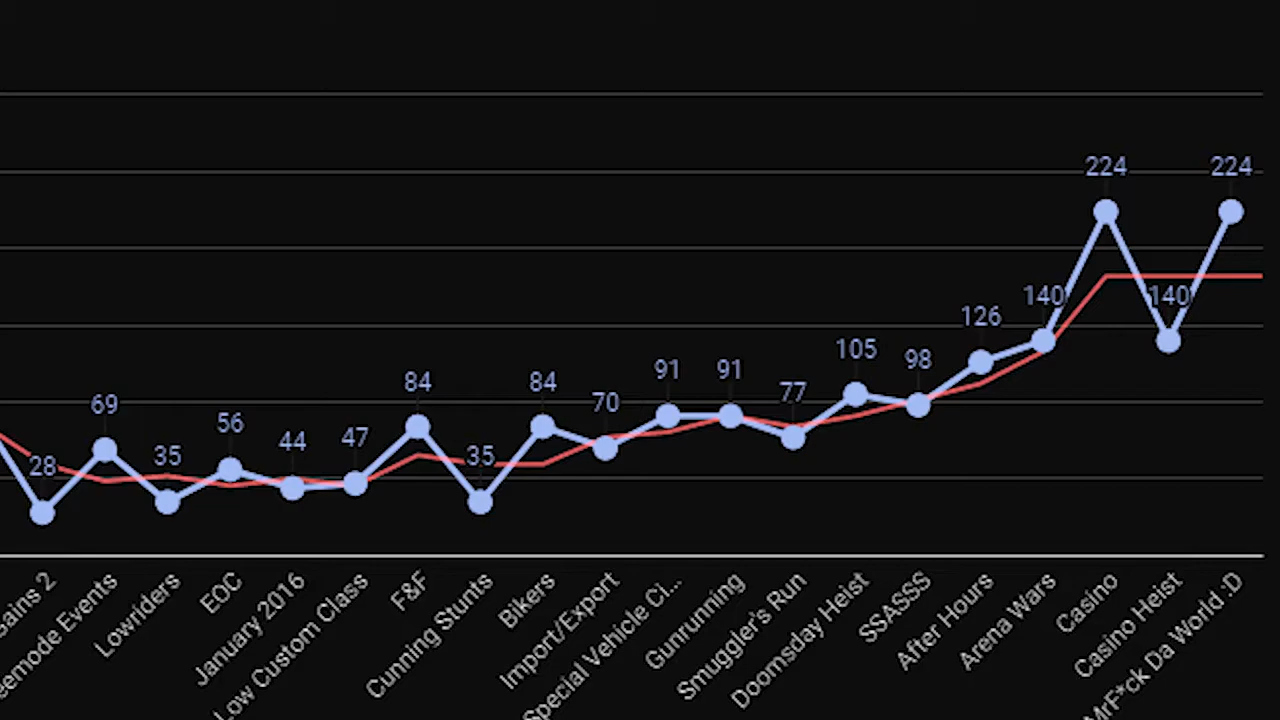 224
224
140
140
126
105
98
91
91
84
84
77
70
69
56
47
44
35
35
28
Gains 2
eemode Events
Lowriders
EOC
January 2016
Low Custom Class
F&F
Cunning Stunts
Bikers
Import/Export
Special Vehicle Ci...
Gunrunning
Smuggler's Run
Doomsday Heist
SSASSS
After Hours
Arena Wars
Casino
Casino Heist
MrF*ck Da World :D